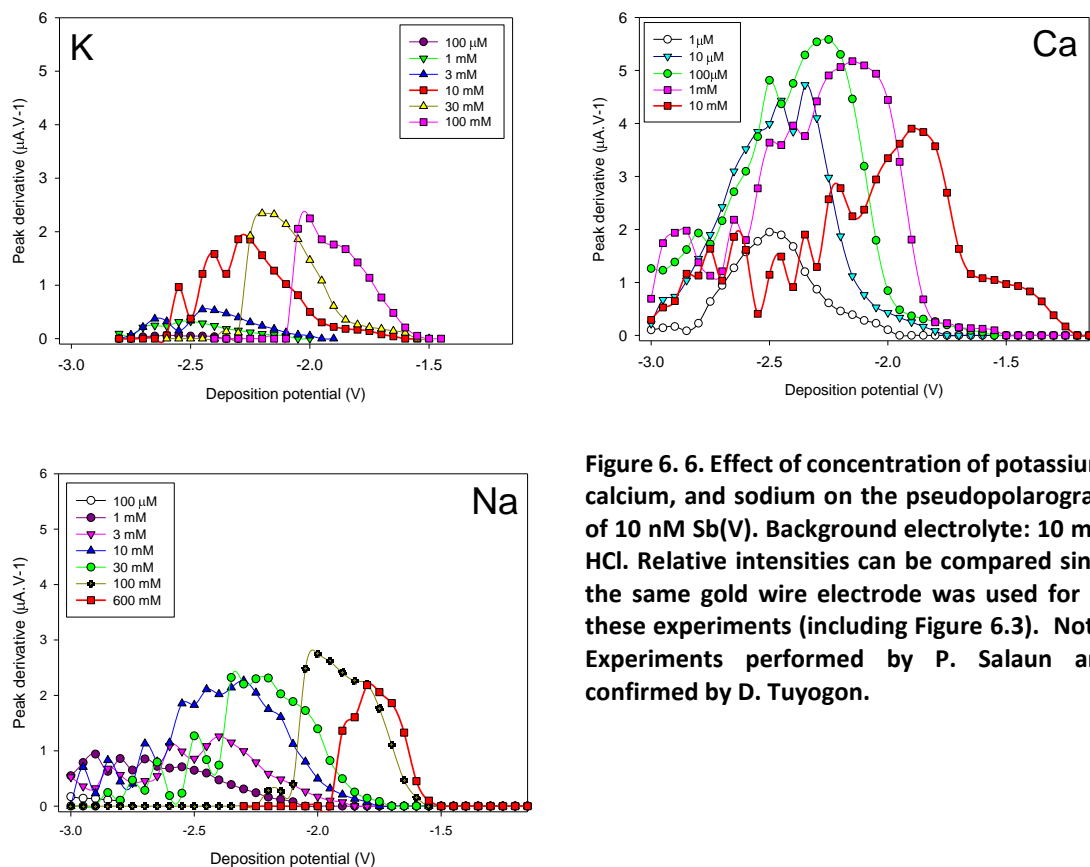 K
100 µM
1 mM
3 mM
10 mM
30 mM
100 mM
Peak derivative (µA.V-1)
6
5
4
3
2
1
0
-3.0 -2.5 -2.0 -1.5
Deposition potential (V)
Ca
1µM
10 µM
100µM
1mM
10 mM
Peak derivative (µA.V-1)
6
5
4
3
2
1
0
-3.0 -2.5 -2.0 -1.5
Deposition potential (V)
Na
100 µM
1 mM
3 mM
10 mM
30 mM
100 mM
600 mM
Peak derivative (µA.V-1)
6
5
4
3
2
1
0
-3.0 -2.5 -2.0 -1.5
Deposition potential (V)
Figure 6. 6. Effect of concentration of potassium
calcium, and sodium on the pseudopolarogra
of 10 nM Sb(V). Background electrolyte: 10 m
HCl. Relative intensities can be compared sin
the same gold wire electrode was used for
these experiments (including Figure 6.3). Not
Experiments performed by P. Salaun an
confirmed by D. Tuyogon.